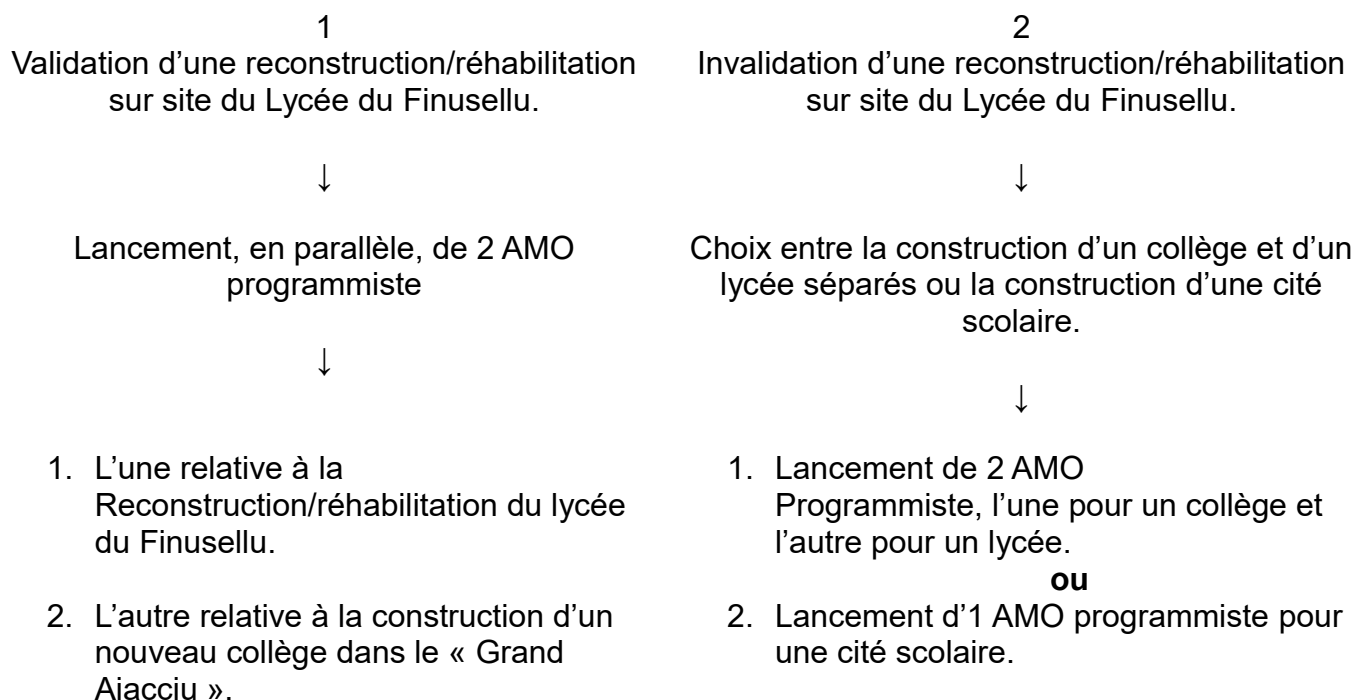 1
Validation d’une reconstruction/réhabilitation
sur site du Lycée du Finusellu.
↓
Lancement, en parallèle, de 2 AMO
programmiste
↓
1. L’une relative à la
Reconstruction/réhabilitation du lycée
du Finusellu.
2. L’autre relative à la construction d’un
nouveau collège dans le « Grand
Aiacciu ».
2
Invalidation d’une reconstruction/réhabilitation
sur site du Lycée du Finusellu.
↓
Choix entre la construction d’un collège et d’un
lycée séparés ou la construction d’une cité
scolaire.
↓
1. Lancement de 2 AMO
Programmiste, l’une pour un collège et
l’autre pour un lycée.
ou
2. Lancement d’1 AMO programmiste pour
une cité scolaire.